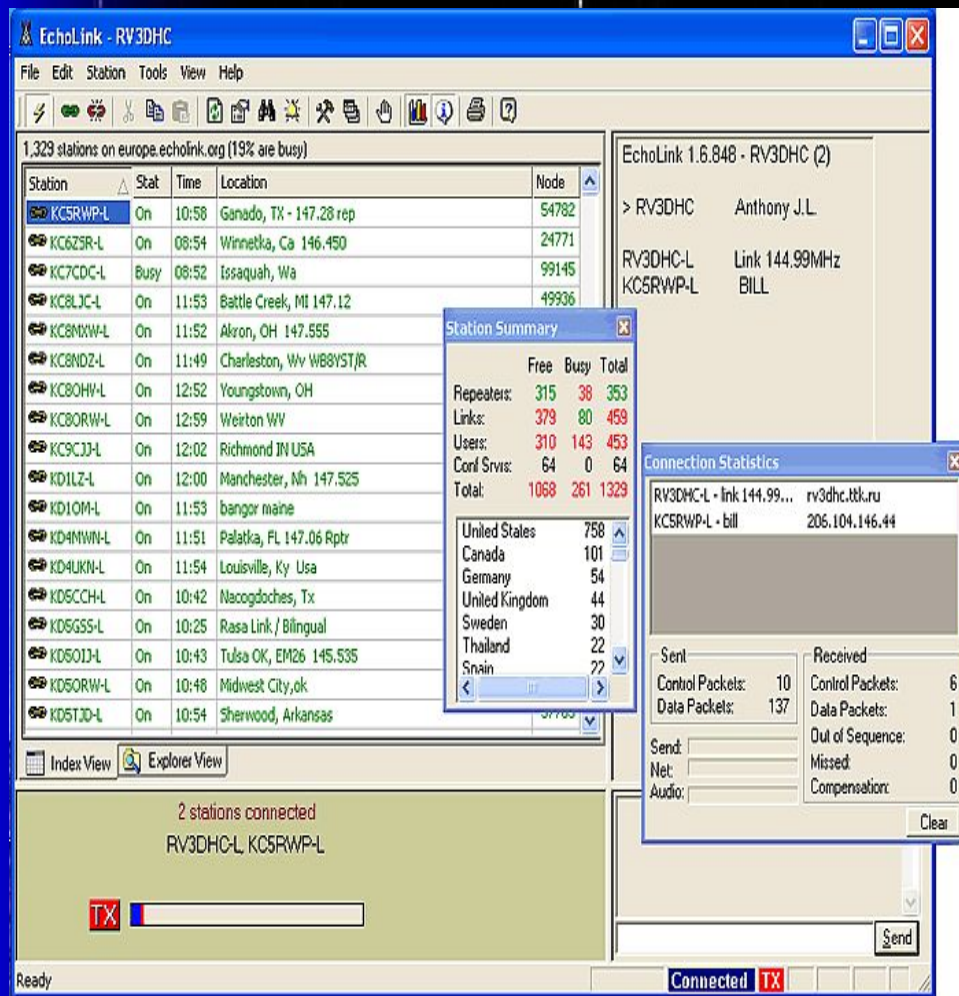 EchoLink - RV3DHC
File Edit Station Tools View Help
1,329 stations on europe.echolink.org (19% are busy)
Station Stat Time Location Node
KC5RWP-L On 10:58 Ganado, TX - 147.28 rep 54782
KC6ZSR-L On 08:54 Winnetka, Ca 146.450 24771
KC7CDC-L Busy 08:52 Issaquah, Wa 99145
KC8LJC-L On 11:53 Battle Creek, MI 147.12 49936
KC8MXW-L On 11:52 Akron, OH 147.555
KC8NDZ-L On 11:49 Charleston, Wv WB8YST/R
KC8OHV-L On 12:52 Youngstown, OH
KC8ORW-L On 12:59 Weirton WV
KC9CJJ-L On 12:02 Richmond IN USA
KD1LZ-L On 12:00 Manchester, Nh 147.525
KD1OM-L On 11:53 bangor maine
KD4MWN-L On 11:51 Palatka, FL 147.06 Rptr
KD4UKN-L On 11:54 Louisville, Ky Usa
KD5CCH-L On 10:42 Nacogdoches, Tx
KD5GSS-L On 10:25 Rasa Link / Bilingual
KD5OIJ-L On 10:43 Tulsa OK, EM26 145.535
KD5ORW-L On 10:48 Midwest City,ok
KD5TJD-L On 10:54 Sherwood, Arkansas
Index View Explorer View
EchoLink 1.6.848 - RV3DHC (2)
> RV3DHC Anthony J.L.
RV3DHC-L Link 144.99MHz
KC5RWP-L BILL
Station Summary
Free Busy Total
Repeaters: 315 38 353
Links: 379 80 459
Users: 310 143 453
Conf Srvrs: 64 0 64
Total: 1068 261 1329
United States 758
Canada 101
Germany 54
United Kingdom 44
Sweden 30
Thailand 22
Spain 22
Connection Statistics
RV3DHC-L - link 144.99... rv3dhc.ttk.ru
KC5RWP-L - bill 206.104.146.44
Sent
Control Packets: 10
Data Packets: 137
Send:
Net:
Audio:
Received
Control Packets: 6
Data Packets: 1
Out of Sequence: 0
Missed: 0
Compensation: 0
Clear
2 stations connected
RV3DHC-L, KC5RWP-L
TX
Send
Ready
Connected TX